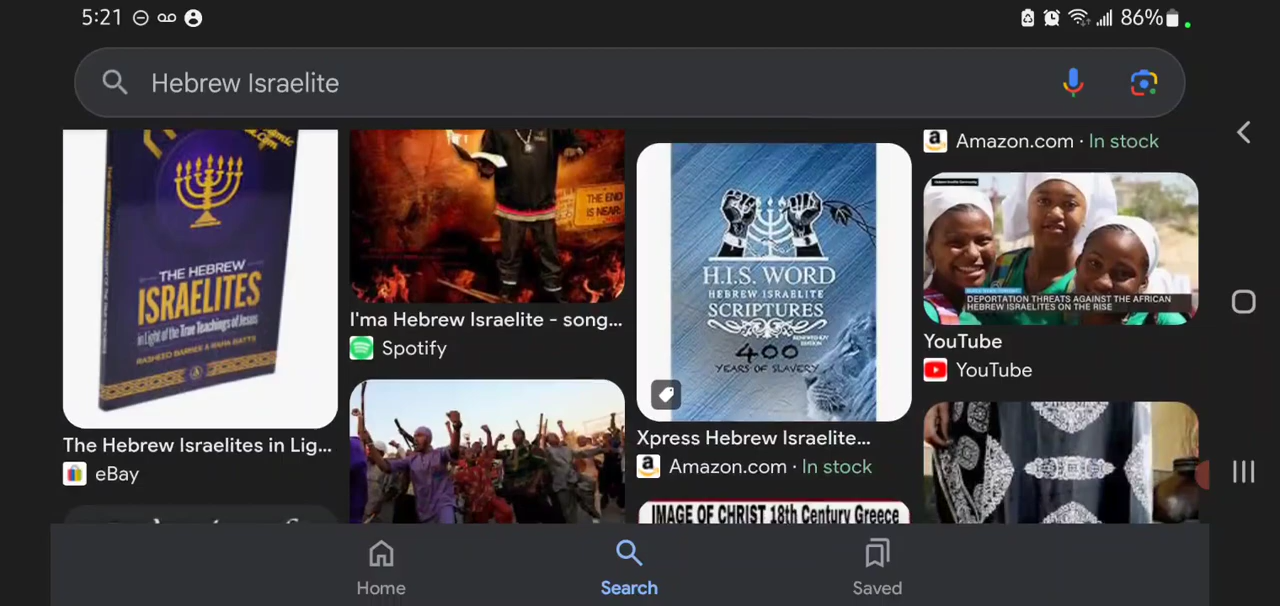 5:21
86%
Hebrew Israelite
THE HEBREW
ISRAELITES
in Light of the True Teachings of Jesus
THE END
IS NEAR
I'ma Hebrew Israelite - song...
Spotify
The Hebrew Israelites in Lig...
eBay
H.I.S. WORD
HEBREW ISRAELITE
SCRIPTURES
400
YEARS OF SLAVERY
Xpress Hebrew Israelite...
Amazon.com · In stock
IMAGE OF CHRIST 18th Century Greece
Amazon.com · In stock
DEPORTATION THREATS AGAINST THE AFRICAN
HEBREW ISRAELITES ON THE RISE
YouTube
YouTube
Home
Search
Saved